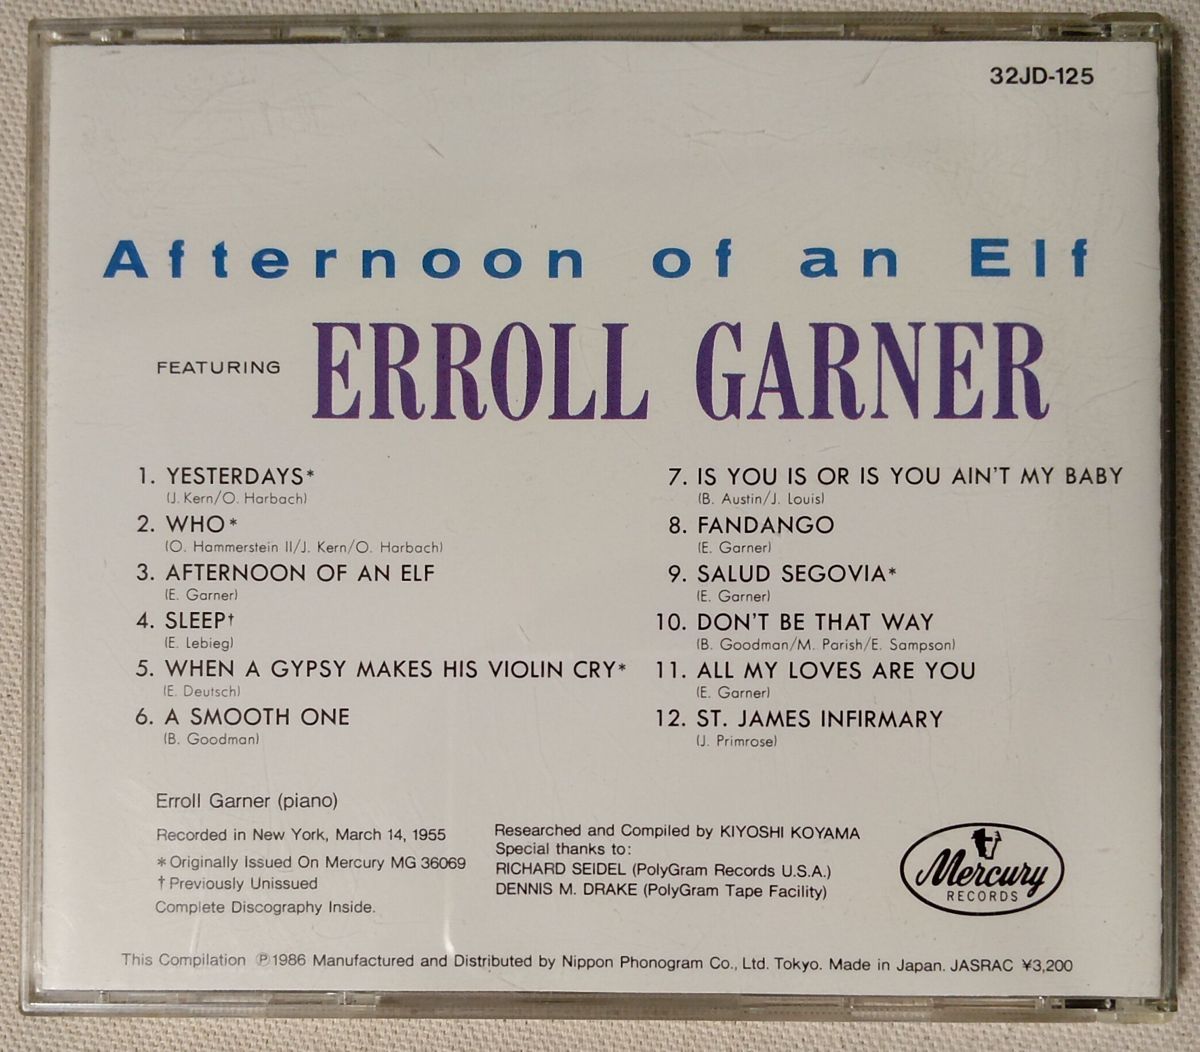 32JD-125
Afternoon of an Elf
FEATURING ERROLL GARNER
1. YESTERDAYS*
(J. Kern/O. Harbach)
2. WHO*
(O. Hammerstein II/J. Kern/O. Harbach)
3. AFTERNOON OF AN ELF
(E. Garner)
4. SLEEP†
(E. Lebieg)
5. WHEN A GYPSY MAKES HIS VIOLIN CRY*
(E. Deutsch)
6. A SMOOTH ONE
(B. Goodman)
7. IS YOU IS OR IS YOU AIN'T MY BABY
(B. Austin/J. Louis)
8. FANDANGO
(E. Garner)
9. SALUD SEGOVIA*
(E. Garner)
10. DON'T BE THAT WAY
(B. Goodman/M. Parish/E. Sampson)
11. ALL MY LOVES ARE YOU
(E. Garner)
12. ST. JAMES INFIRMARY
(J. Primrose)
Erroll Garner (piano)
Recorded in New York, March 14, 1955
*Originally Issued On Mercury MG 36069
†Previously Unissued
Complete Discography Inside.
Researched and Compiled by KIYOSHI KOYAMA
Special thanks to:
RICHARD SEIDEL (PolyGram Records U.S.A.)
DENNIS M. DRAKE (PolyGram Tape Facility)
Mercury
RECORDS
This Compilation ℗1986 Manufactured and Distributed by Nippon Phonogram Co., Ltd. Tokyo. Made in Japan. JASRAC ¥3,200